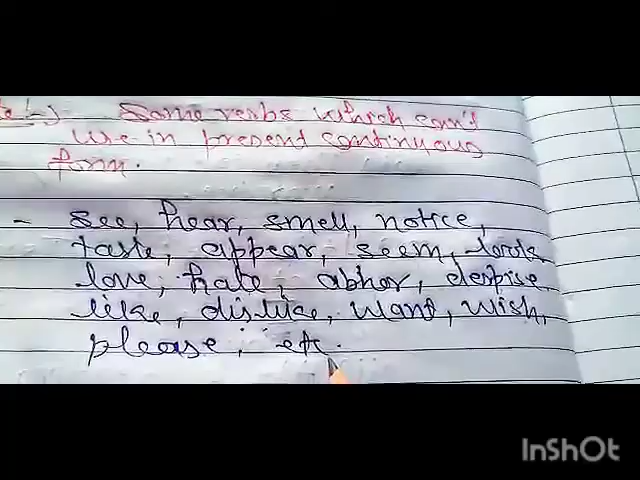 Some verbs which can't
use in present continuous
form.
- see, hear, smell, notice,
taste, appear, seem, look
love, hate, abhor, despise
like, dislike, want, wish,
please, etc.
InShOt